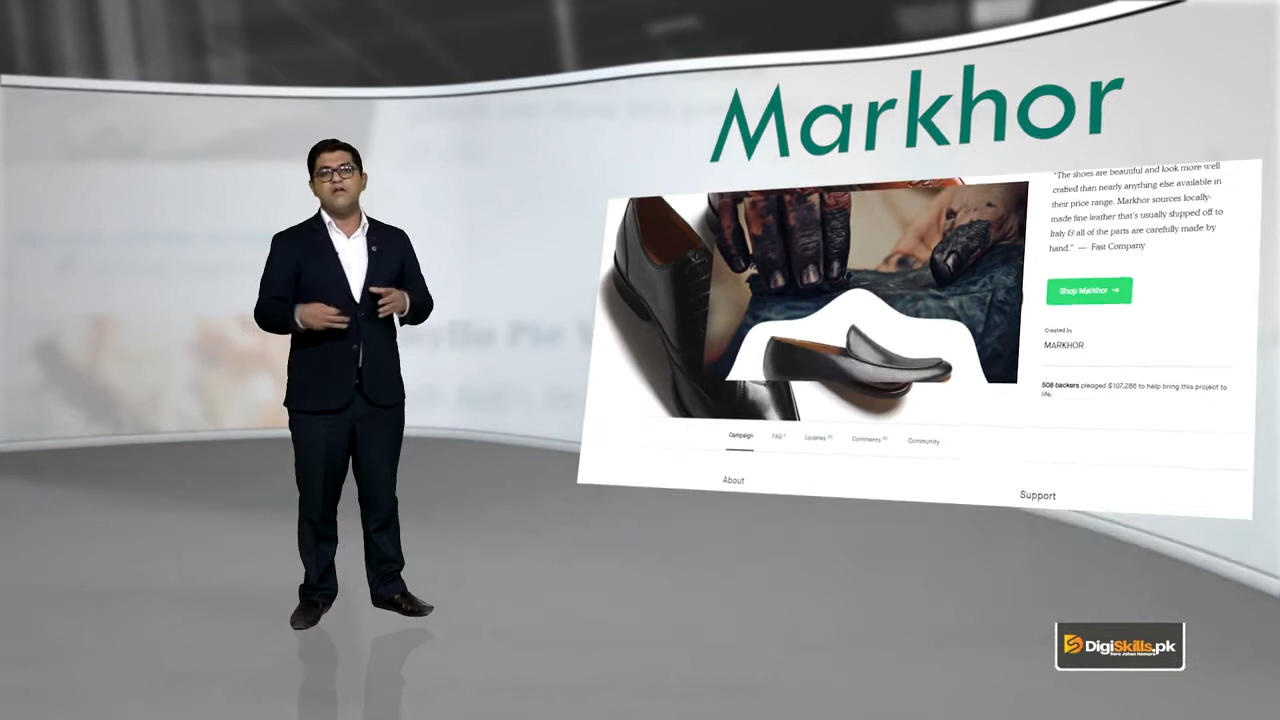 Markhor
"The shoes are beautiful and look more well
crafted than nearly anything else available in
their price range. Markhor sources locally-
made fine leather that's usually shipped off to
Italy & all of the parts are carefully made by
hand." — Fast Company
Shop Markhor →
Created by
MARKHOR
508 backers pledged $107,286 to help bring this project to
life.
Campaign FAQ Updates Comments Community
About
Support
DigiSkills.pk